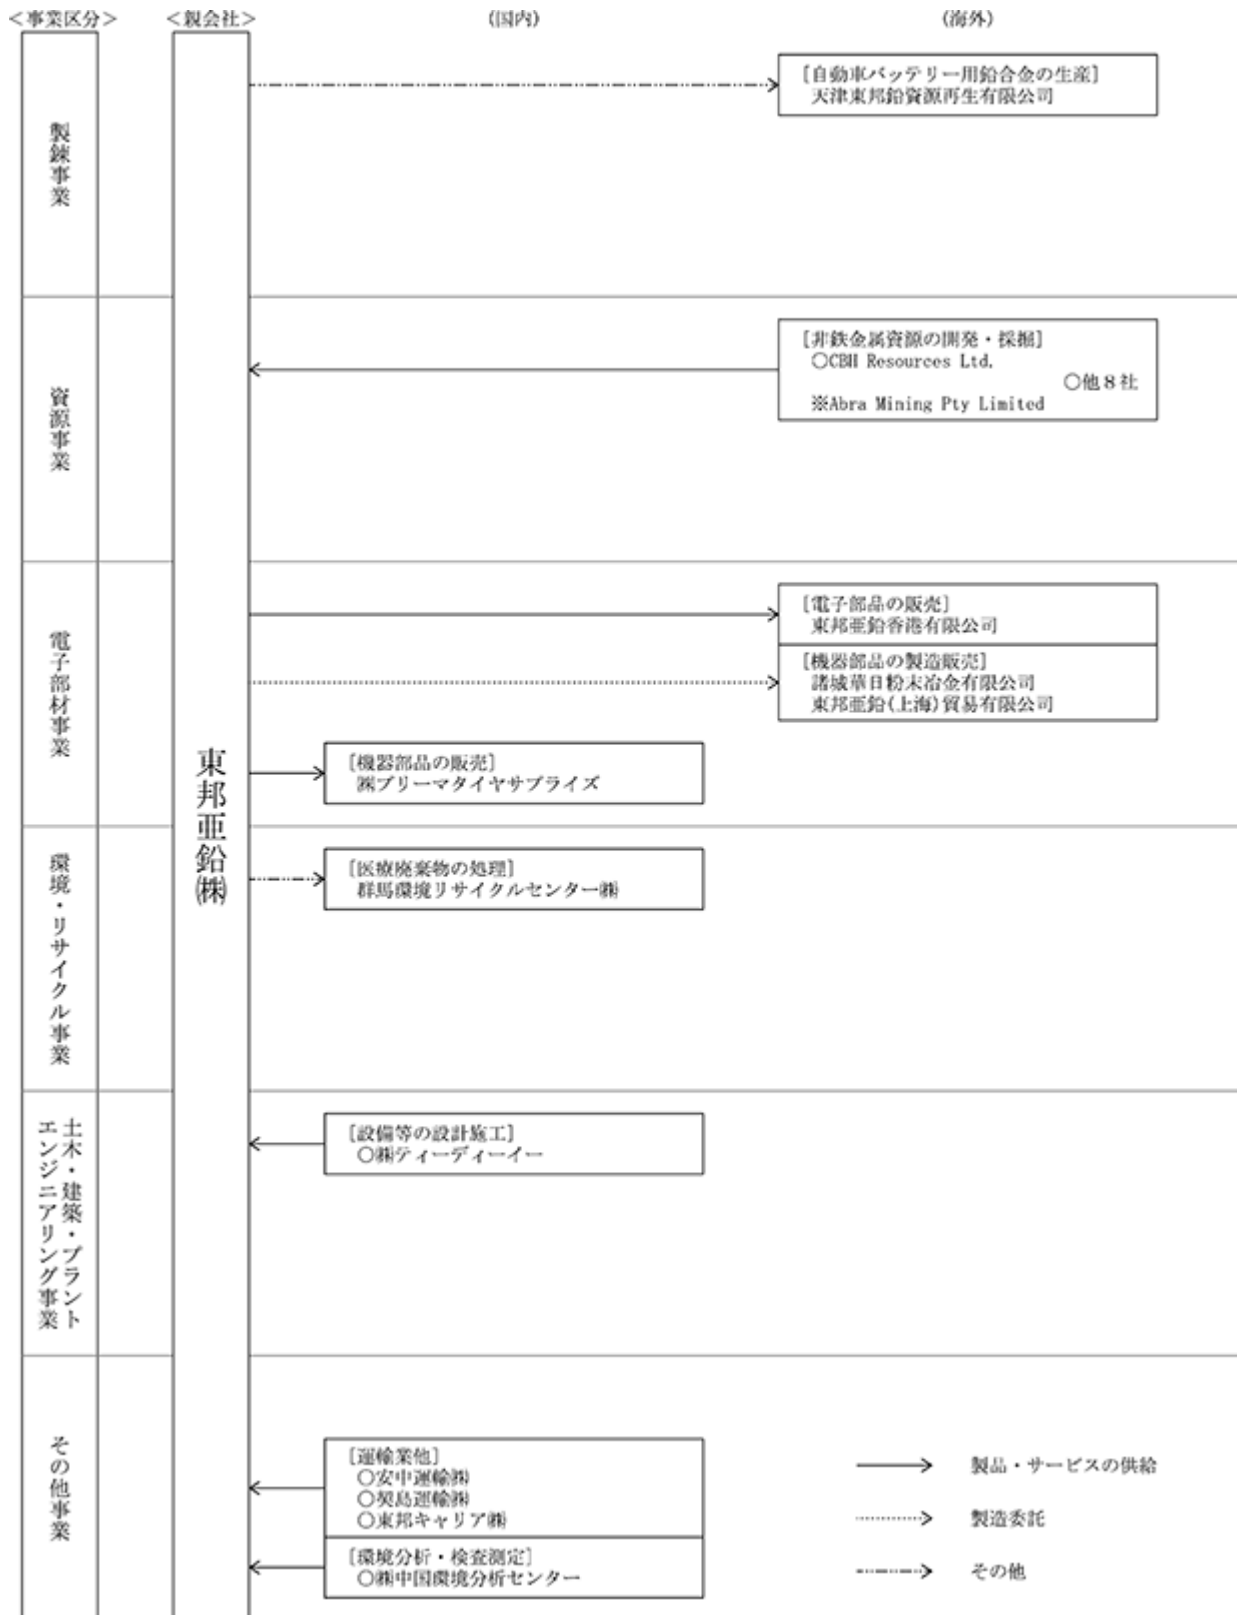 ＜事業区分＞
＜親会社＞
(国内)
(海外)
製錬事業
[自動車バッテリー用鉛合金の生産]
天津東邦鉛資源再生有限公司
資源事業
[非鉄金属資源の開発・採掘]
○CBH Resources Ltd.
○他８社
※Abra Mining Pty Limited
電子部材事業
[電子部品の販売]
東邦亜鉛香港有限公司
[機器部品の製造販売]
諸城華日粉末冶金有限公司
東邦亜鉛(上海)貿易有限公司
[機器部品の販売]
㈱プリーマタイヤサプライズ
東邦亜鉛㈱
環境・リサイクル事業
[医療廃棄物の処理]
群馬環境リサイクルセンター㈱
土木・建築・プラント
エンジニアリング事業
[設備等の設計施工]
○㈱ティーディーイー
その他事業
[運輸業他]
○安中運輸㈱
○契島運輸㈱
○東邦キャリア㈱
[環境分析・検査測定]
○㈱中国環境分析センター
製品・サービスの供給
製造委託
その他